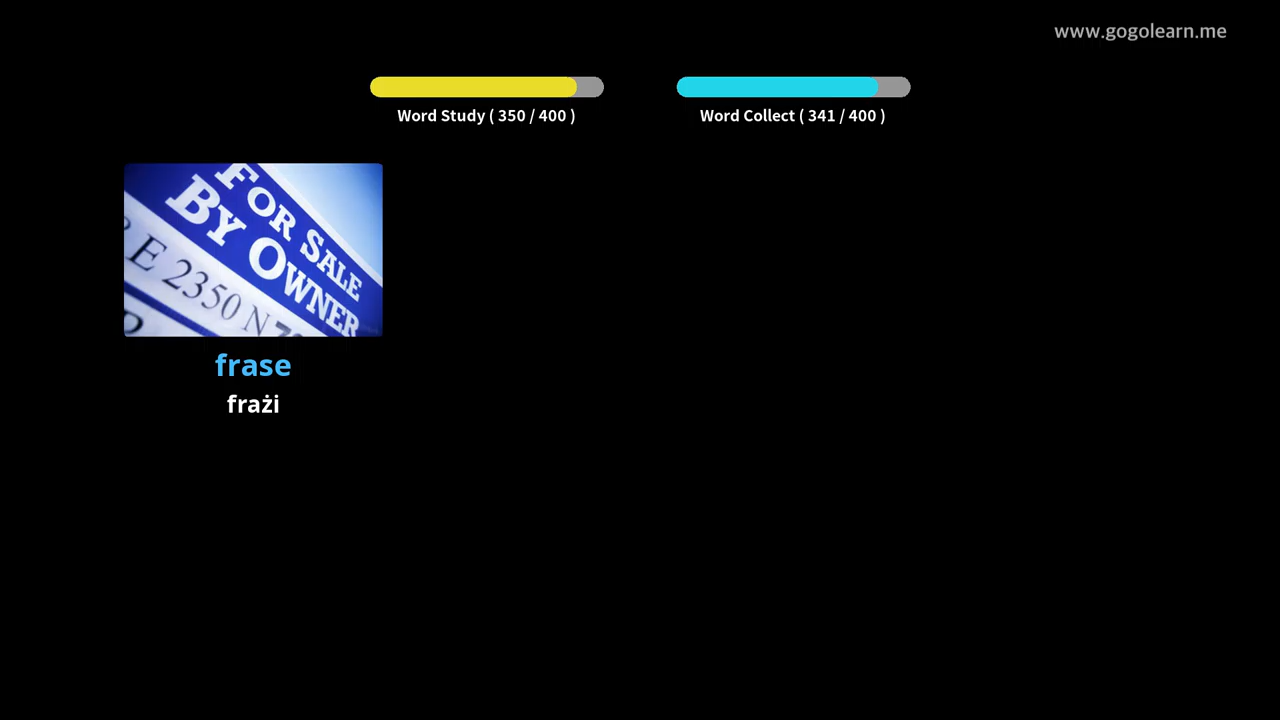 www.gogolearn.me
Word Study ( 350 / 400 )
Word Collect ( 341 / 400 )
FOR SALE
BY OWNER
E 2350 N
frase
frażi